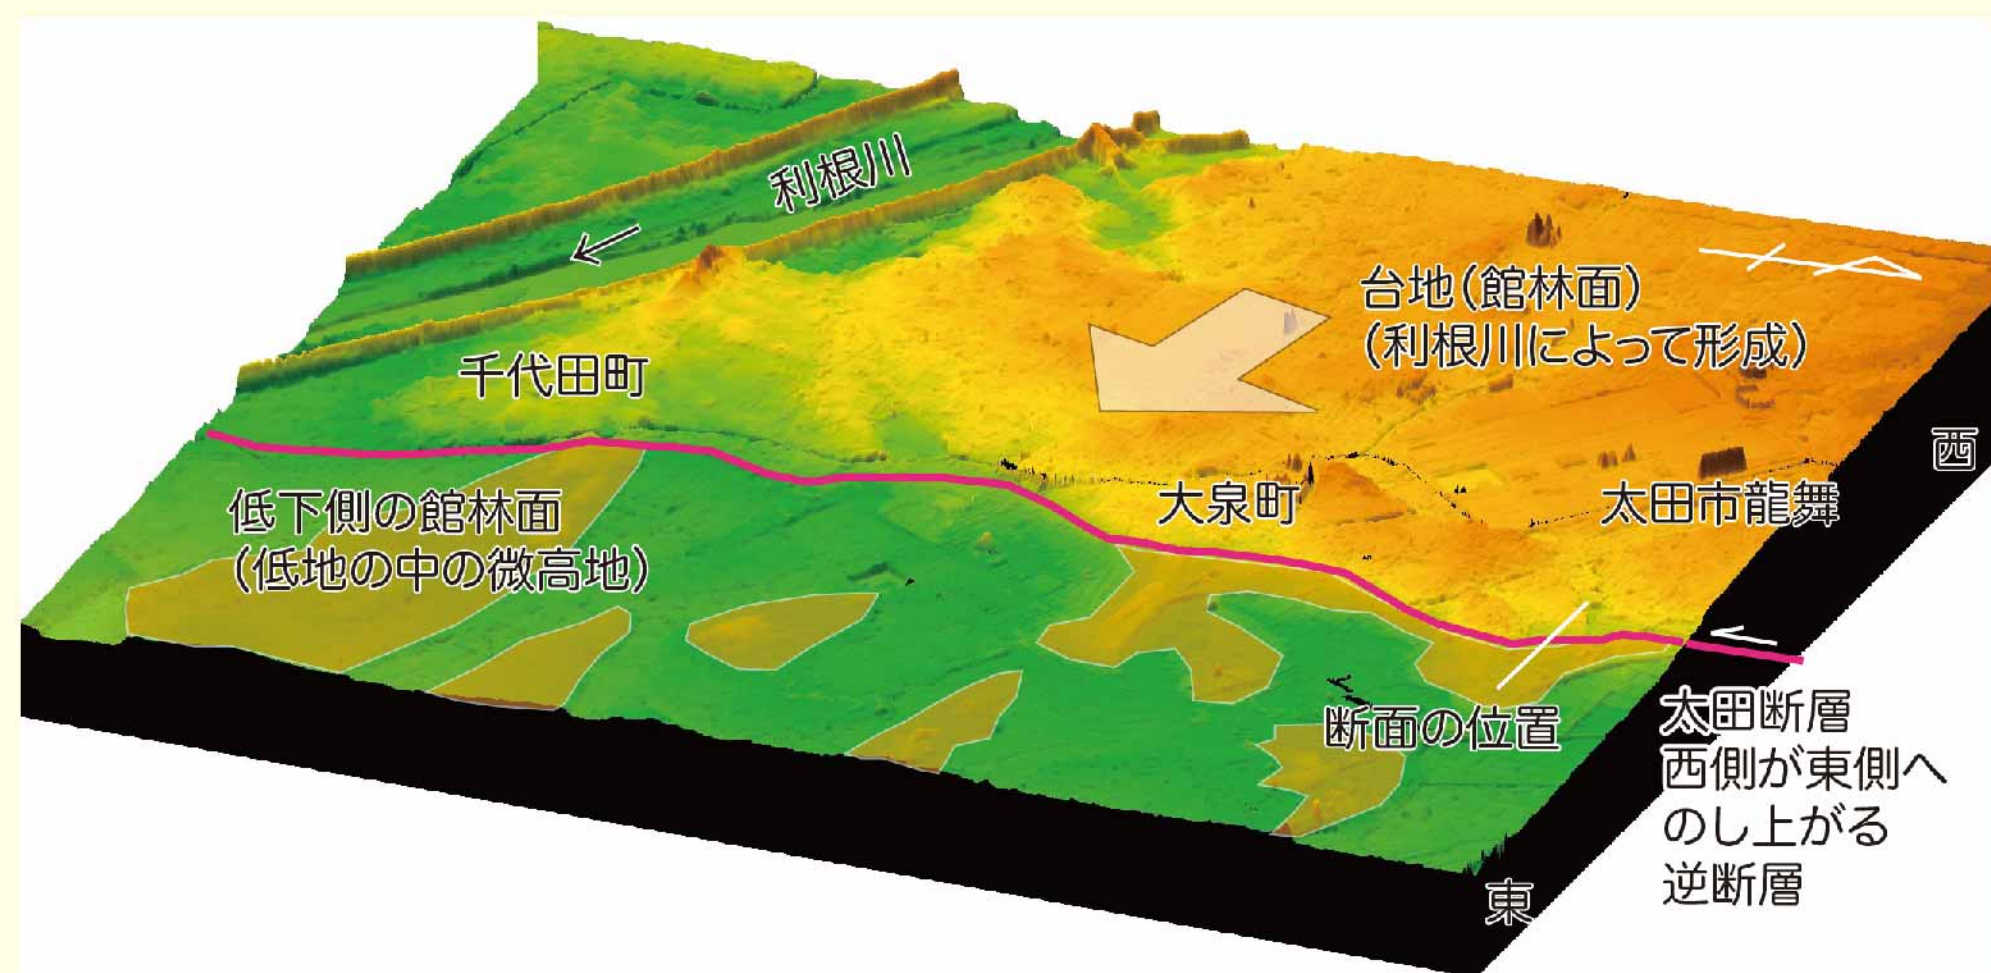 利根川
台地（館林面）
（利根川によって形成）
千代田町
西
低下側の館林面
（低地の中の微高地）
大泉町
太田市龍舞
断面の位置
太田断層
西側が東側へ
のし上がる
逆断層
東